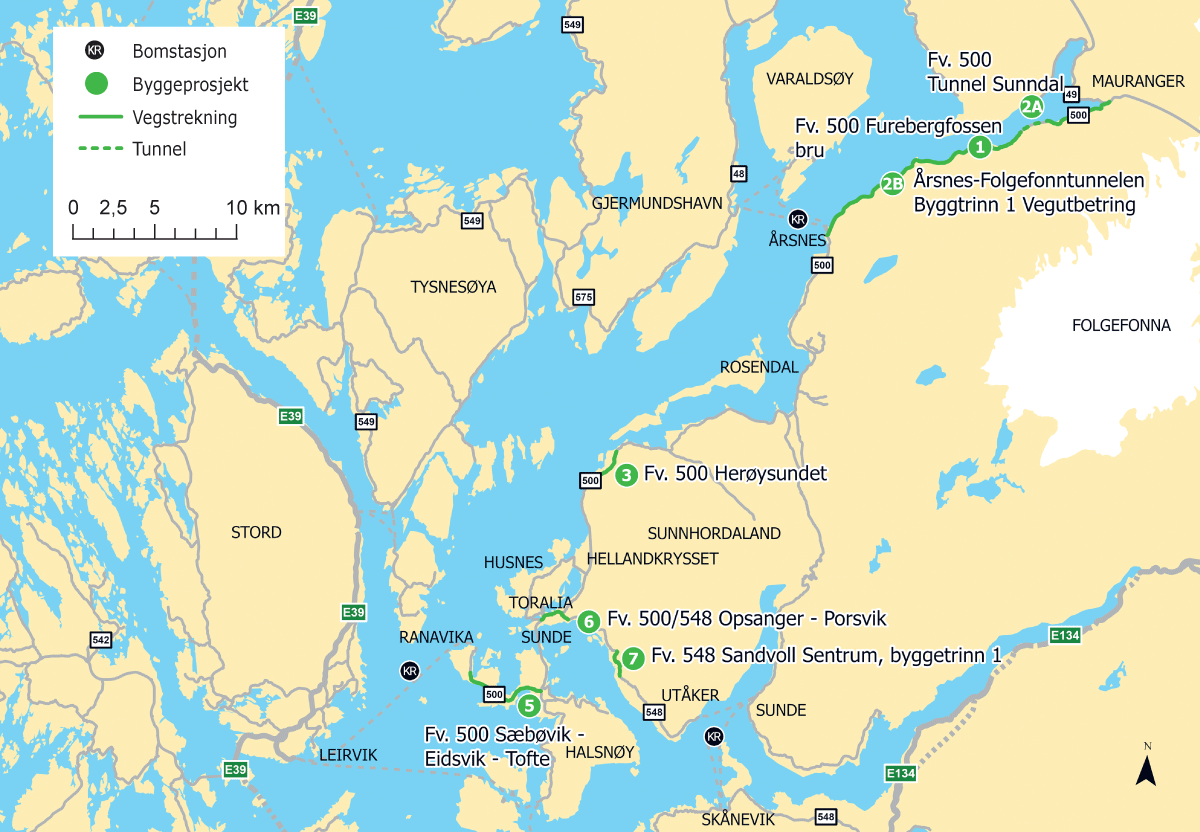 E39
KR Bomstasjon
Byggeprosjekt
Vegstrekning
Tunnel
0 2,5 5 10 km
549
VARALDSØY
Fv. 500
Tunnel Sunndal
MAURANGER
49
2A
500
Fv. 500 Furebergfossen
bru
1
48
2B
Årsnes-Folgefonntunnelen
Byggtrinn 1 Vegutbetring
GJERMUNDSHAVN
KR
ÅRSNES
549
500
TYSNESØYA
575
FOLGEFONNA
ROSENDAL
E39
549
500
3
Fv. 500 Herøysundet
STORD
SUNNHORDALAND
HUSNES
HELLANDKRYSSET
TORALIA
E39
6
Fv. 500/548 Opsanger - Porsvik
542
RANAVIKA
SUNDE
E134
KR
7
Fv. 548 Sandvoll Sentrum, byggetrinn 1
500
5
UTÅKER
548
SUNDE
Fv. 500 Sæbøvik -
Eidsvik - Tofte
KR
LEIRVIK
HALSNØY
N
E39
E134
SKÅNEVIK
548